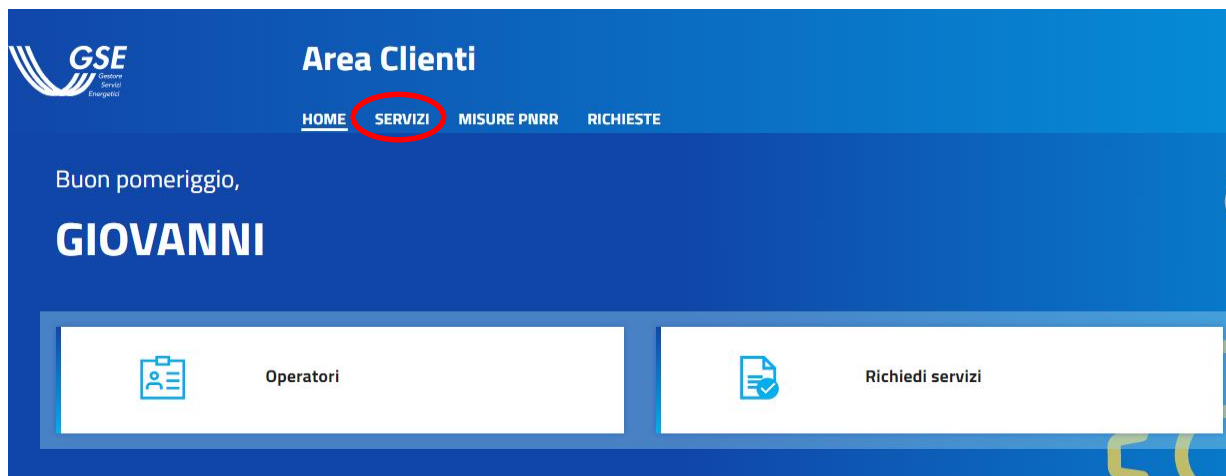 GSE
Gestore
Servizi
Energetici
Area Clienti
HOME SERVIZI MISURE PNRR RICHIESTE
Buon pomeriggio,
GIOVANNI
Operatori
Richiedi servizi